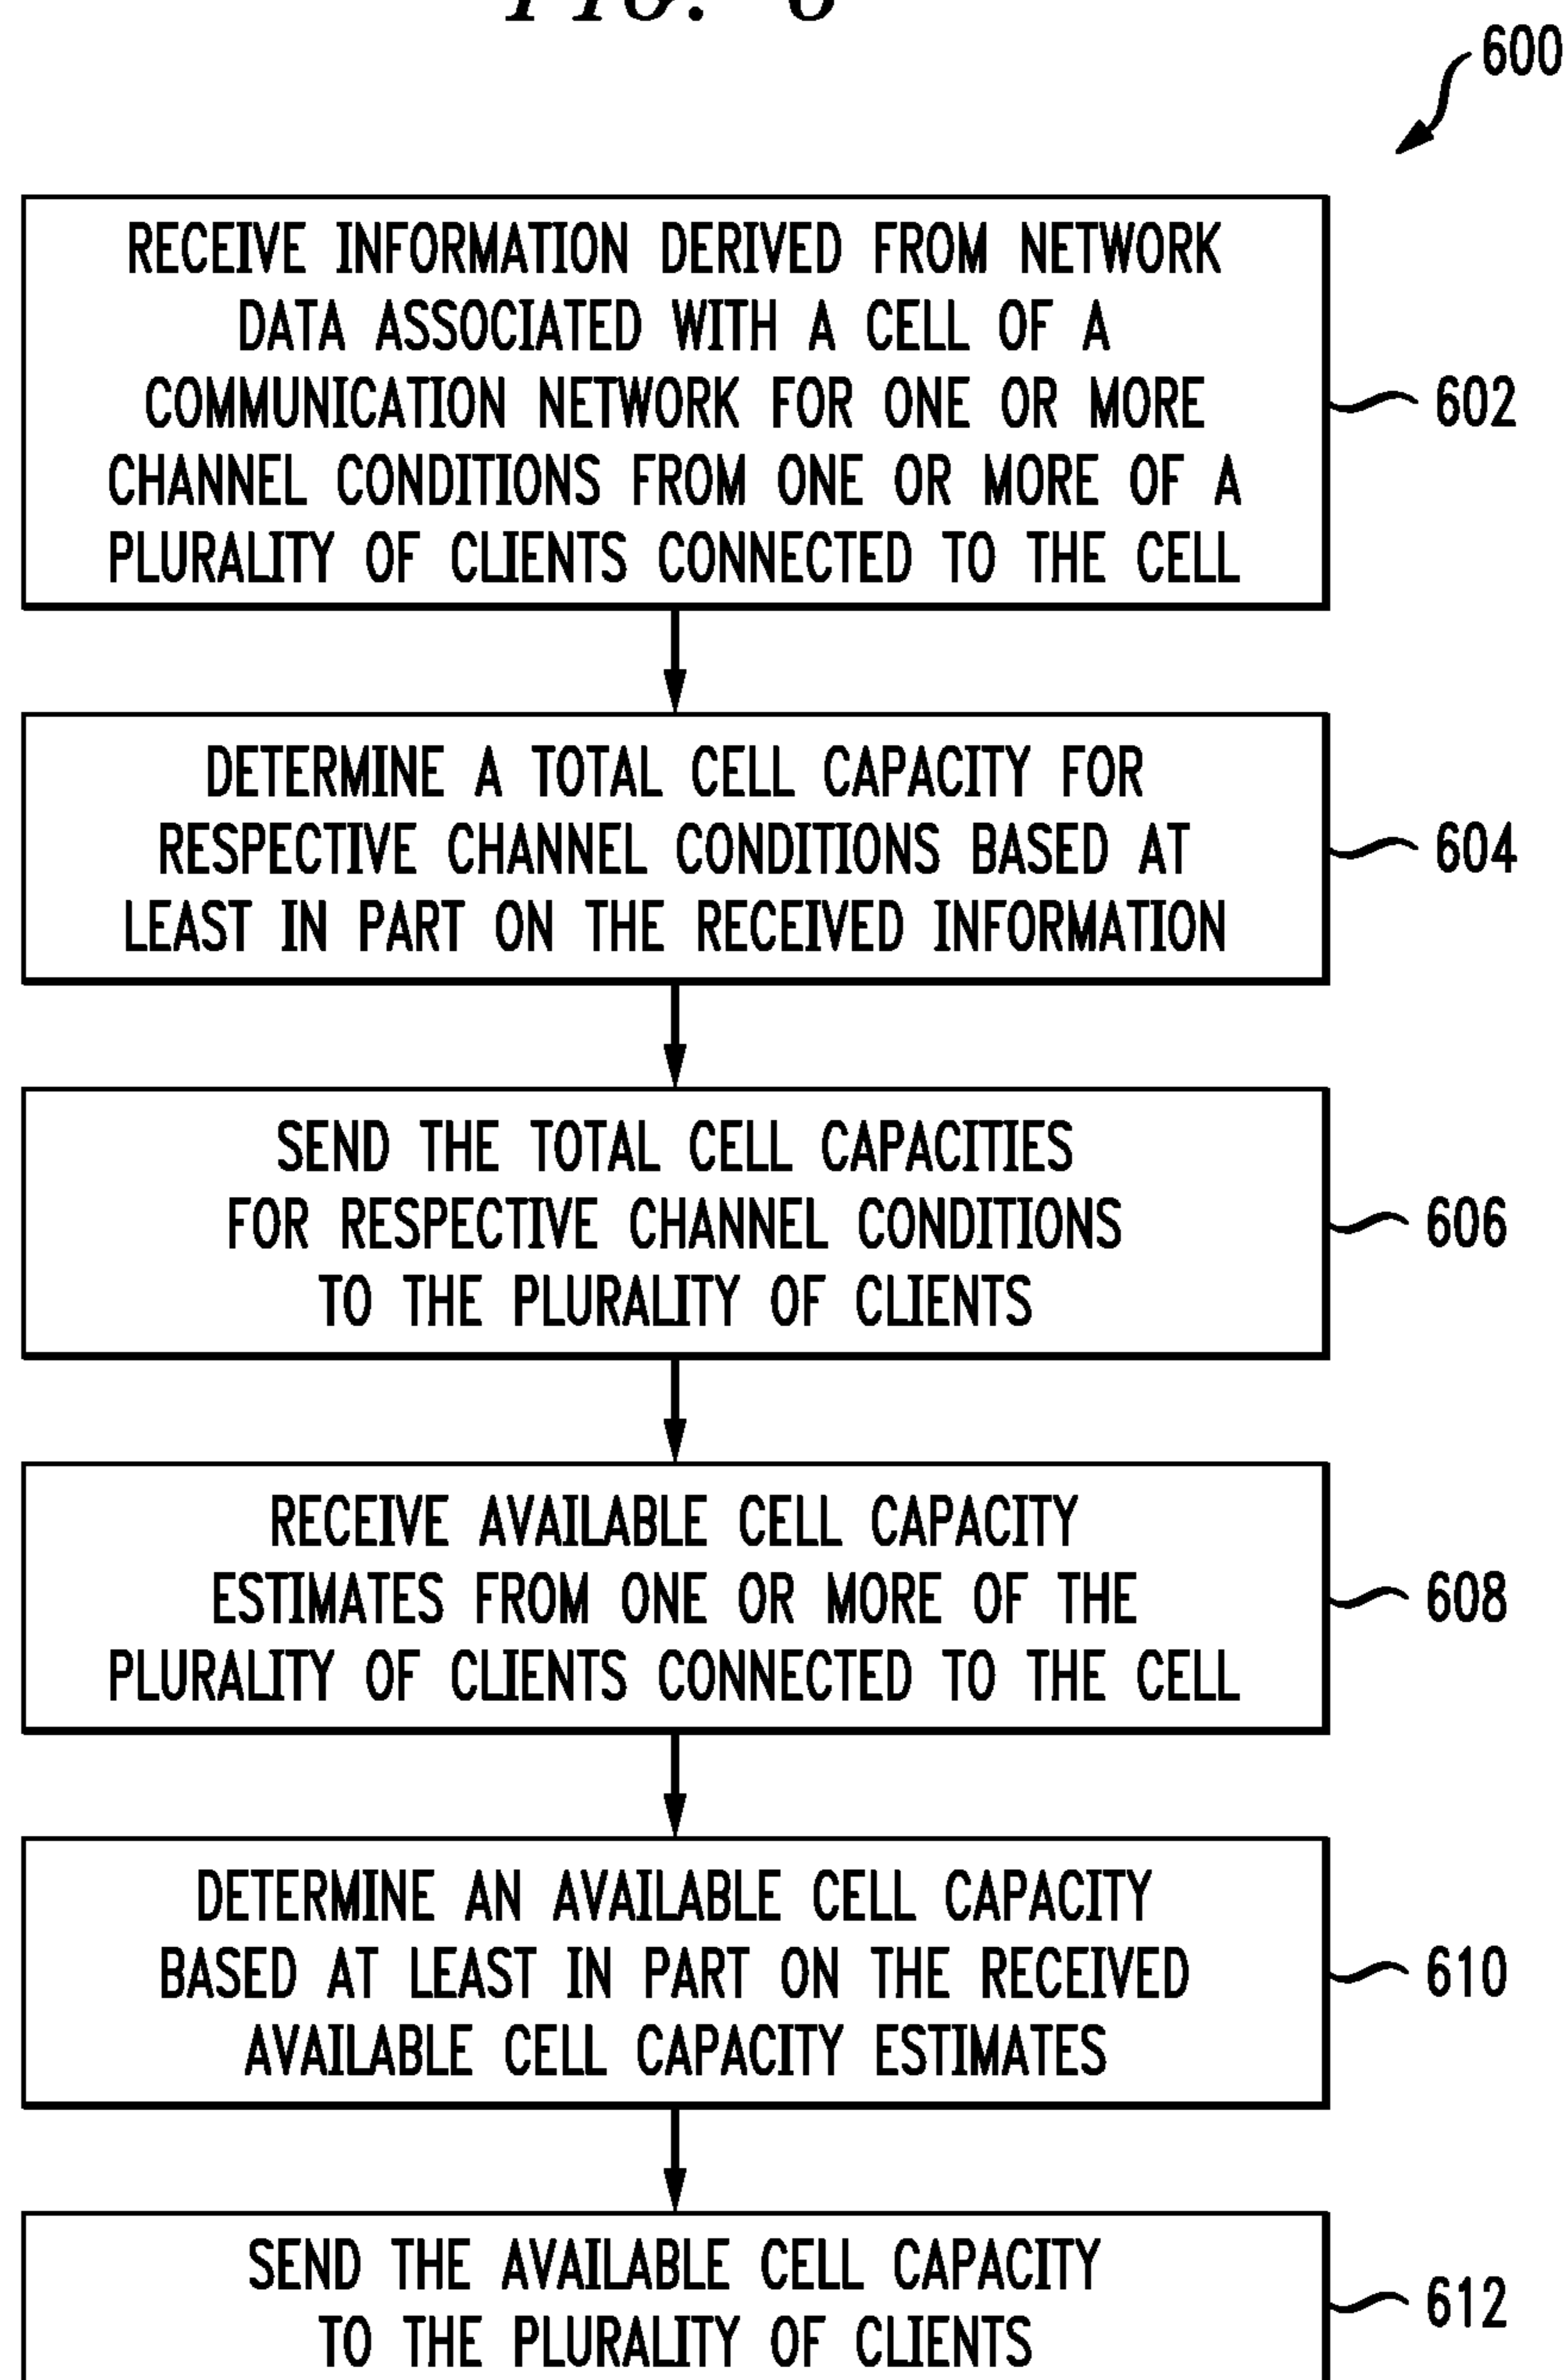 FIG. 6
600
RECEIVE INFORMATION DERIVED FROM NETWORK
DATA ASSOCIATED WITH A CELL OF A
COMMUNICATION NETWORK FOR ONE OR MORE
CHANNEL CONDITIONS FROM ONE OR MORE OF A
PLURALITY OF CLIENTS CONNECTED TO THE CELL
602
DETERMINE A TOTAL CELL CAPACITY FOR
RESPECTIVE CHANNEL CONDITIONS BASED AT
LEAST IN PART ON THE RECEIVED INFORMATION
604
SEND THE TOTAL CELL CAPACITIES
FOR RESPECTIVE CHANNEL CONDITIONS
TO THE PLURALITY OF CLIENTS
606
RECEIVE AVAILABLE CELL CAPACITY
ESTIMATES FROM ONE OR MORE OF THE
PLURALITY OF CLIENTS CONNECTED TO THE CELL
608
DETERMINE AN AVAILABLE CELL CAPACITY
BASED AT LEAST IN PART ON THE RECEIVED
AVAILABLE CELL CAPACITY ESTIMATES
610
SEND THE AVAILABLE CELL CAPACITY
TO THE PLURALITY OF CLIENTS
612